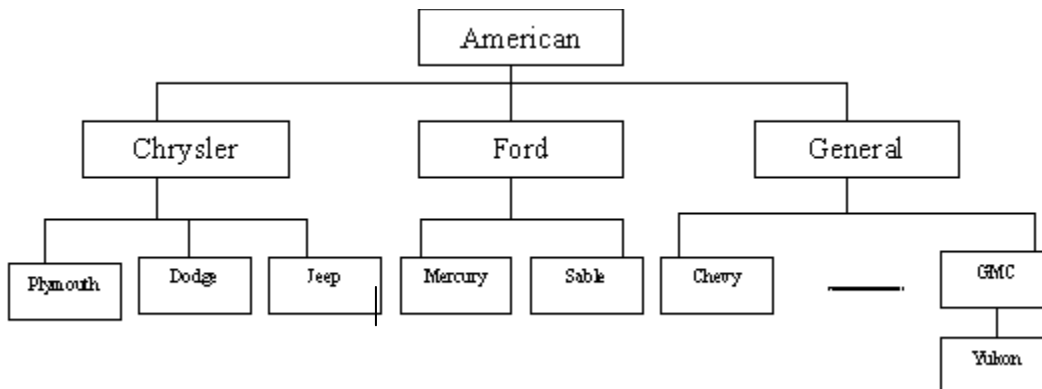 American
Chrysler
Ford
General
Plymouth
Dodge
Jeep
Mercury
Sable
Chevy
GMC
Yukon